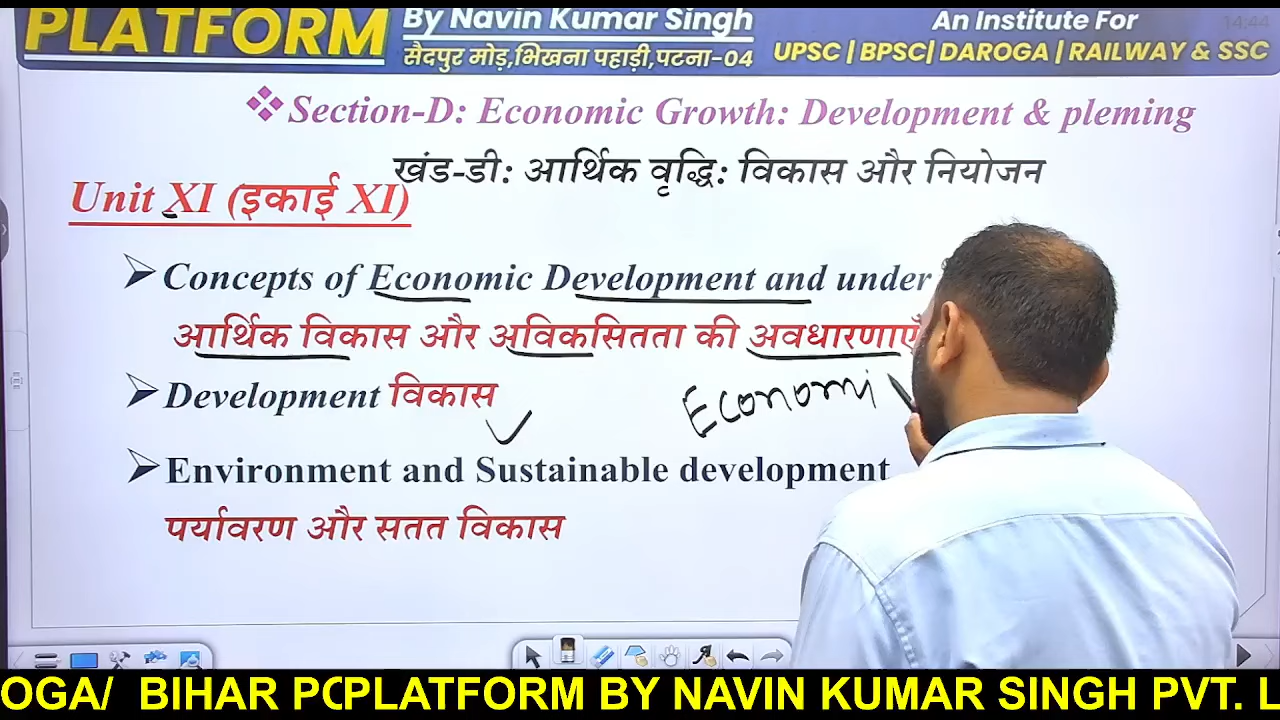 PLATFORM
By Navin Kumar Singh
सैदपुर मोड़,भिखना पहाड़ी,पटना-04
An Institute For
UPSC | BPSC| DAROGA | RAILWAY & SSC
14:44
Section-D: Economic Growth: Development & pleming
खंड-डी: आर्थिक वृद्धि: विकास और नियोजन
Unit XI (इकाई XI)
Concepts of Economic Development and under
आर्थिक विकास और अविकसितता की अवधारणाएँ
Development विकास
Economi
Environment and Sustainable development
पर्यावरण और सतत विकास
OGA/ BIHAR P(PLATFORM BY NAVIN KUMAR SINGH PVT. L